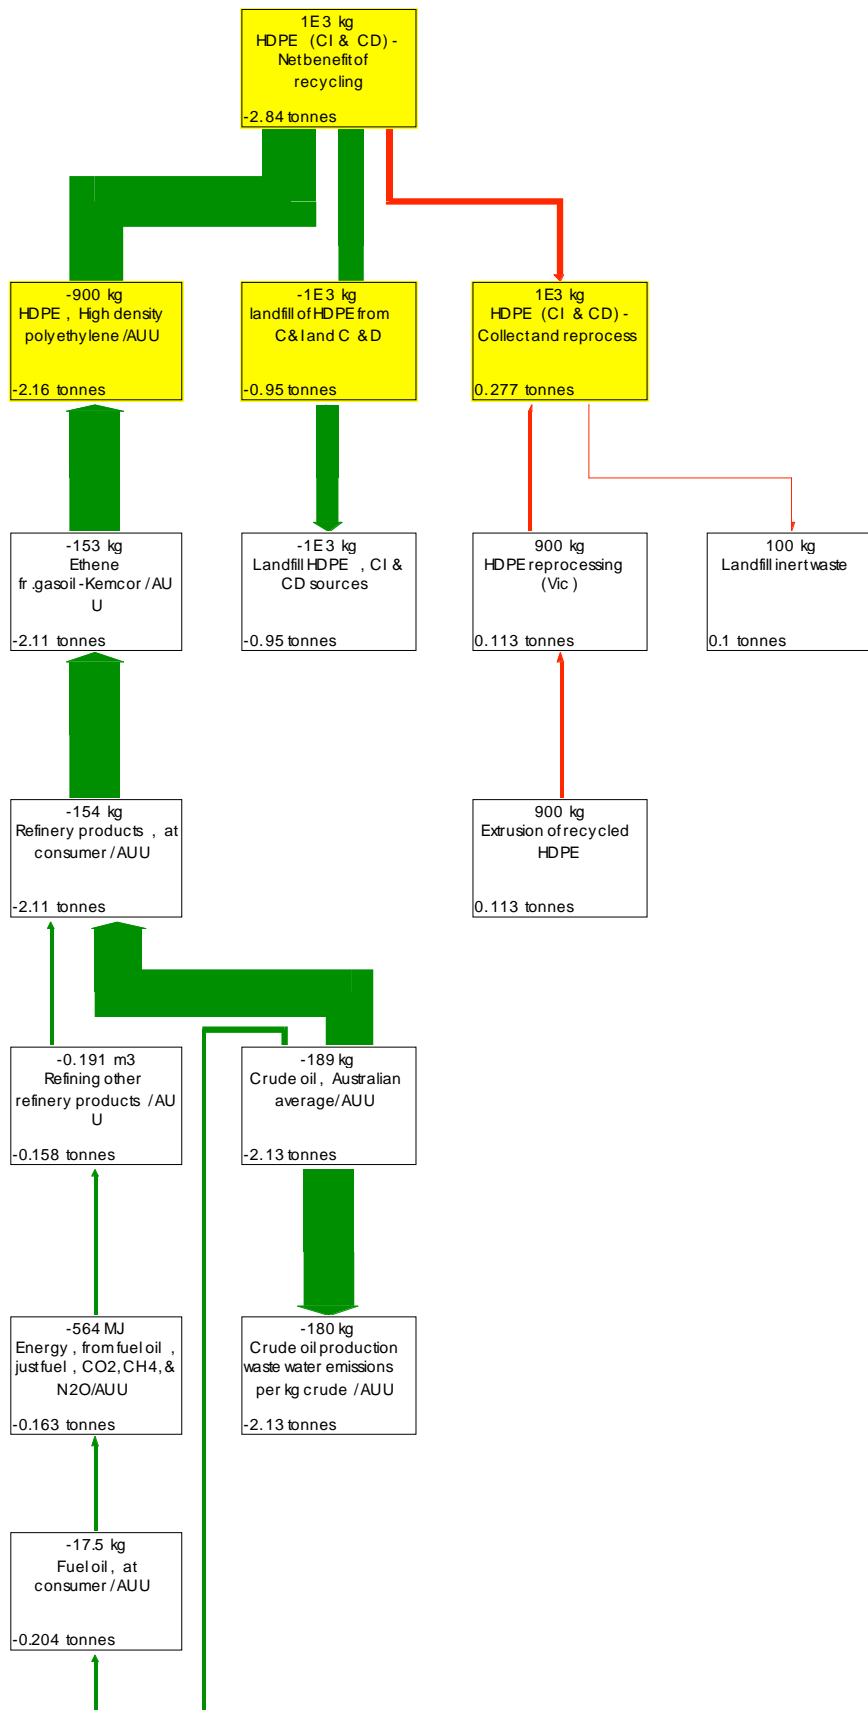 1E3 kg
HDPE (CI & CD) -
Net benefit of
recycling
-2.84 tonnes
-900 kg
HDPE, High density
polyethylene/AUU
-2.16 tonnes
-1E3 kg
landfill of HDPE from
C&I and C & D
-0.95 tonnes
1E3 kg
HDPE (CI & CD) -
Collect and reprocess
0.277 tonnes
-153 kg
Ethene
fr.gasoil-Kemcor/AU
U
-2.11 tonnes
-1E3 kg
Landfill HDPE, CI &
CD sources
-0.95 tonnes
900 kg
HDPE reprocessing
(Vic)
0.113 tonnes
100 kg
Landfill inert waste
0.1 tonnes
-154 kg
Refinery products, at
consumer/AUU
-2.11 tonnes
900 kg
Extrusion of recycled
HDPE
0.113 tonnes
-0.191 m3
Refining other
refinery products/AU
U
-0.158 tonnes
-189 kg
Crude oil, Australian
average/AUU
-2.13 tonnes
-564 MJ
Energy, from fuel oil,
just fuel, CO2, CH4, &
N2O/AUU
-0.163 tonnes
-180 kg
Crude oil production
waste water emissions
per kg crude/AUU
-2.13 tonnes
-17.5 kg
Fuel oil, at
consumer/AUU
-0.204 tonnes